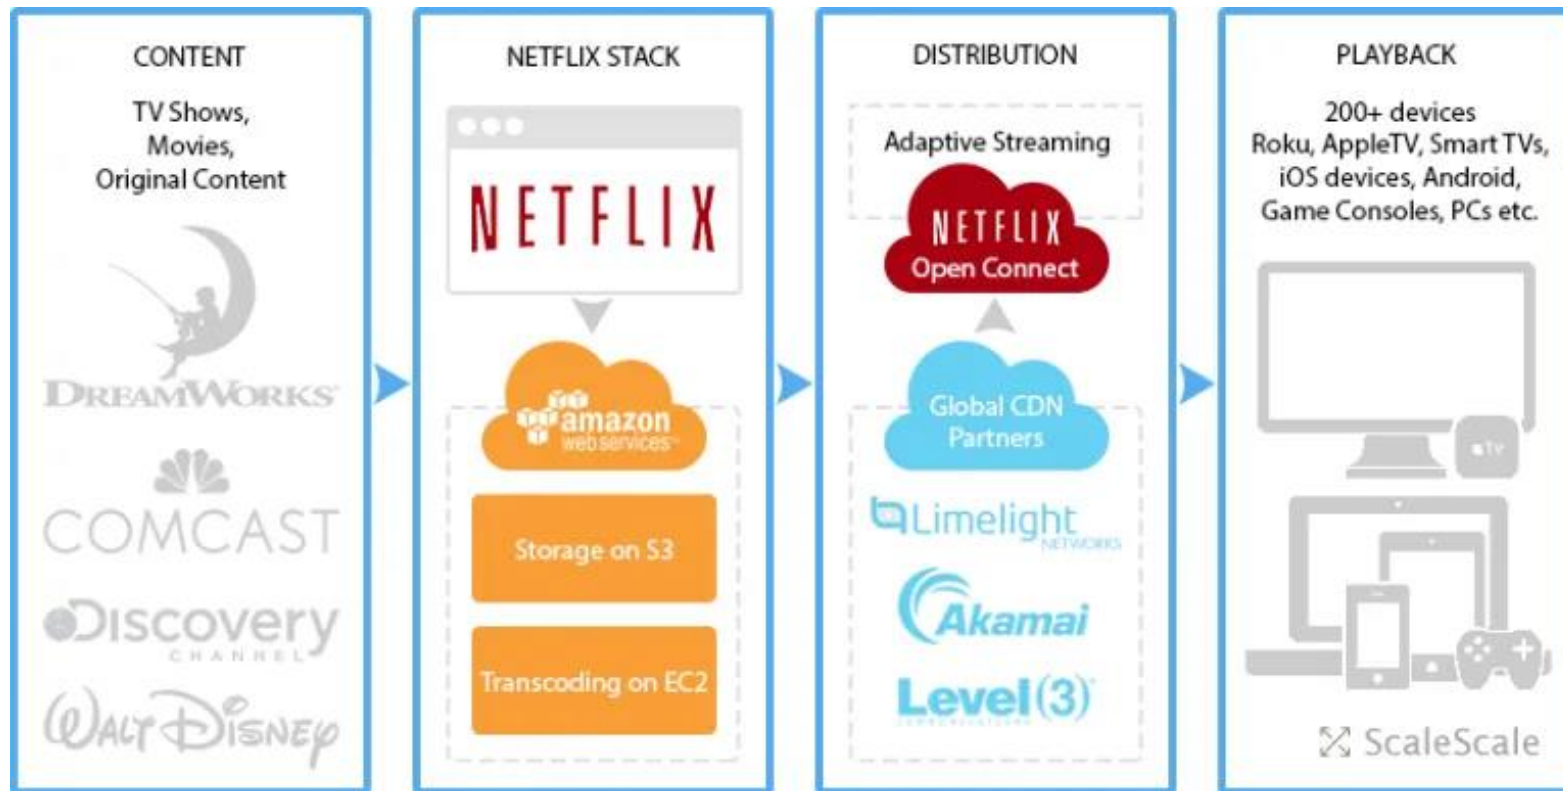 CONTENT
TV Shows,
Movies,
Original Content
DREAMWORKS
COMCAST
DISCOVERY
CHANNEL
WALT DISNEY
NETFLIX STACK
NETFLIX
amazon
webservices™
Storage on S3
Transcoding on EC2
DISTRIBUTION
Adaptive Streaming
NETFLIX
Open Connect
Global CDN
Partners
Limelight
NETWORKS
Akamai
Level(3)
COMMUNICATIONS
PLAYBACK
200+ devices
Roku, AppleTV, Smart TVs,
iOS devices, Android,
Game Consoles, PCs etc.
tv
ScaleScale